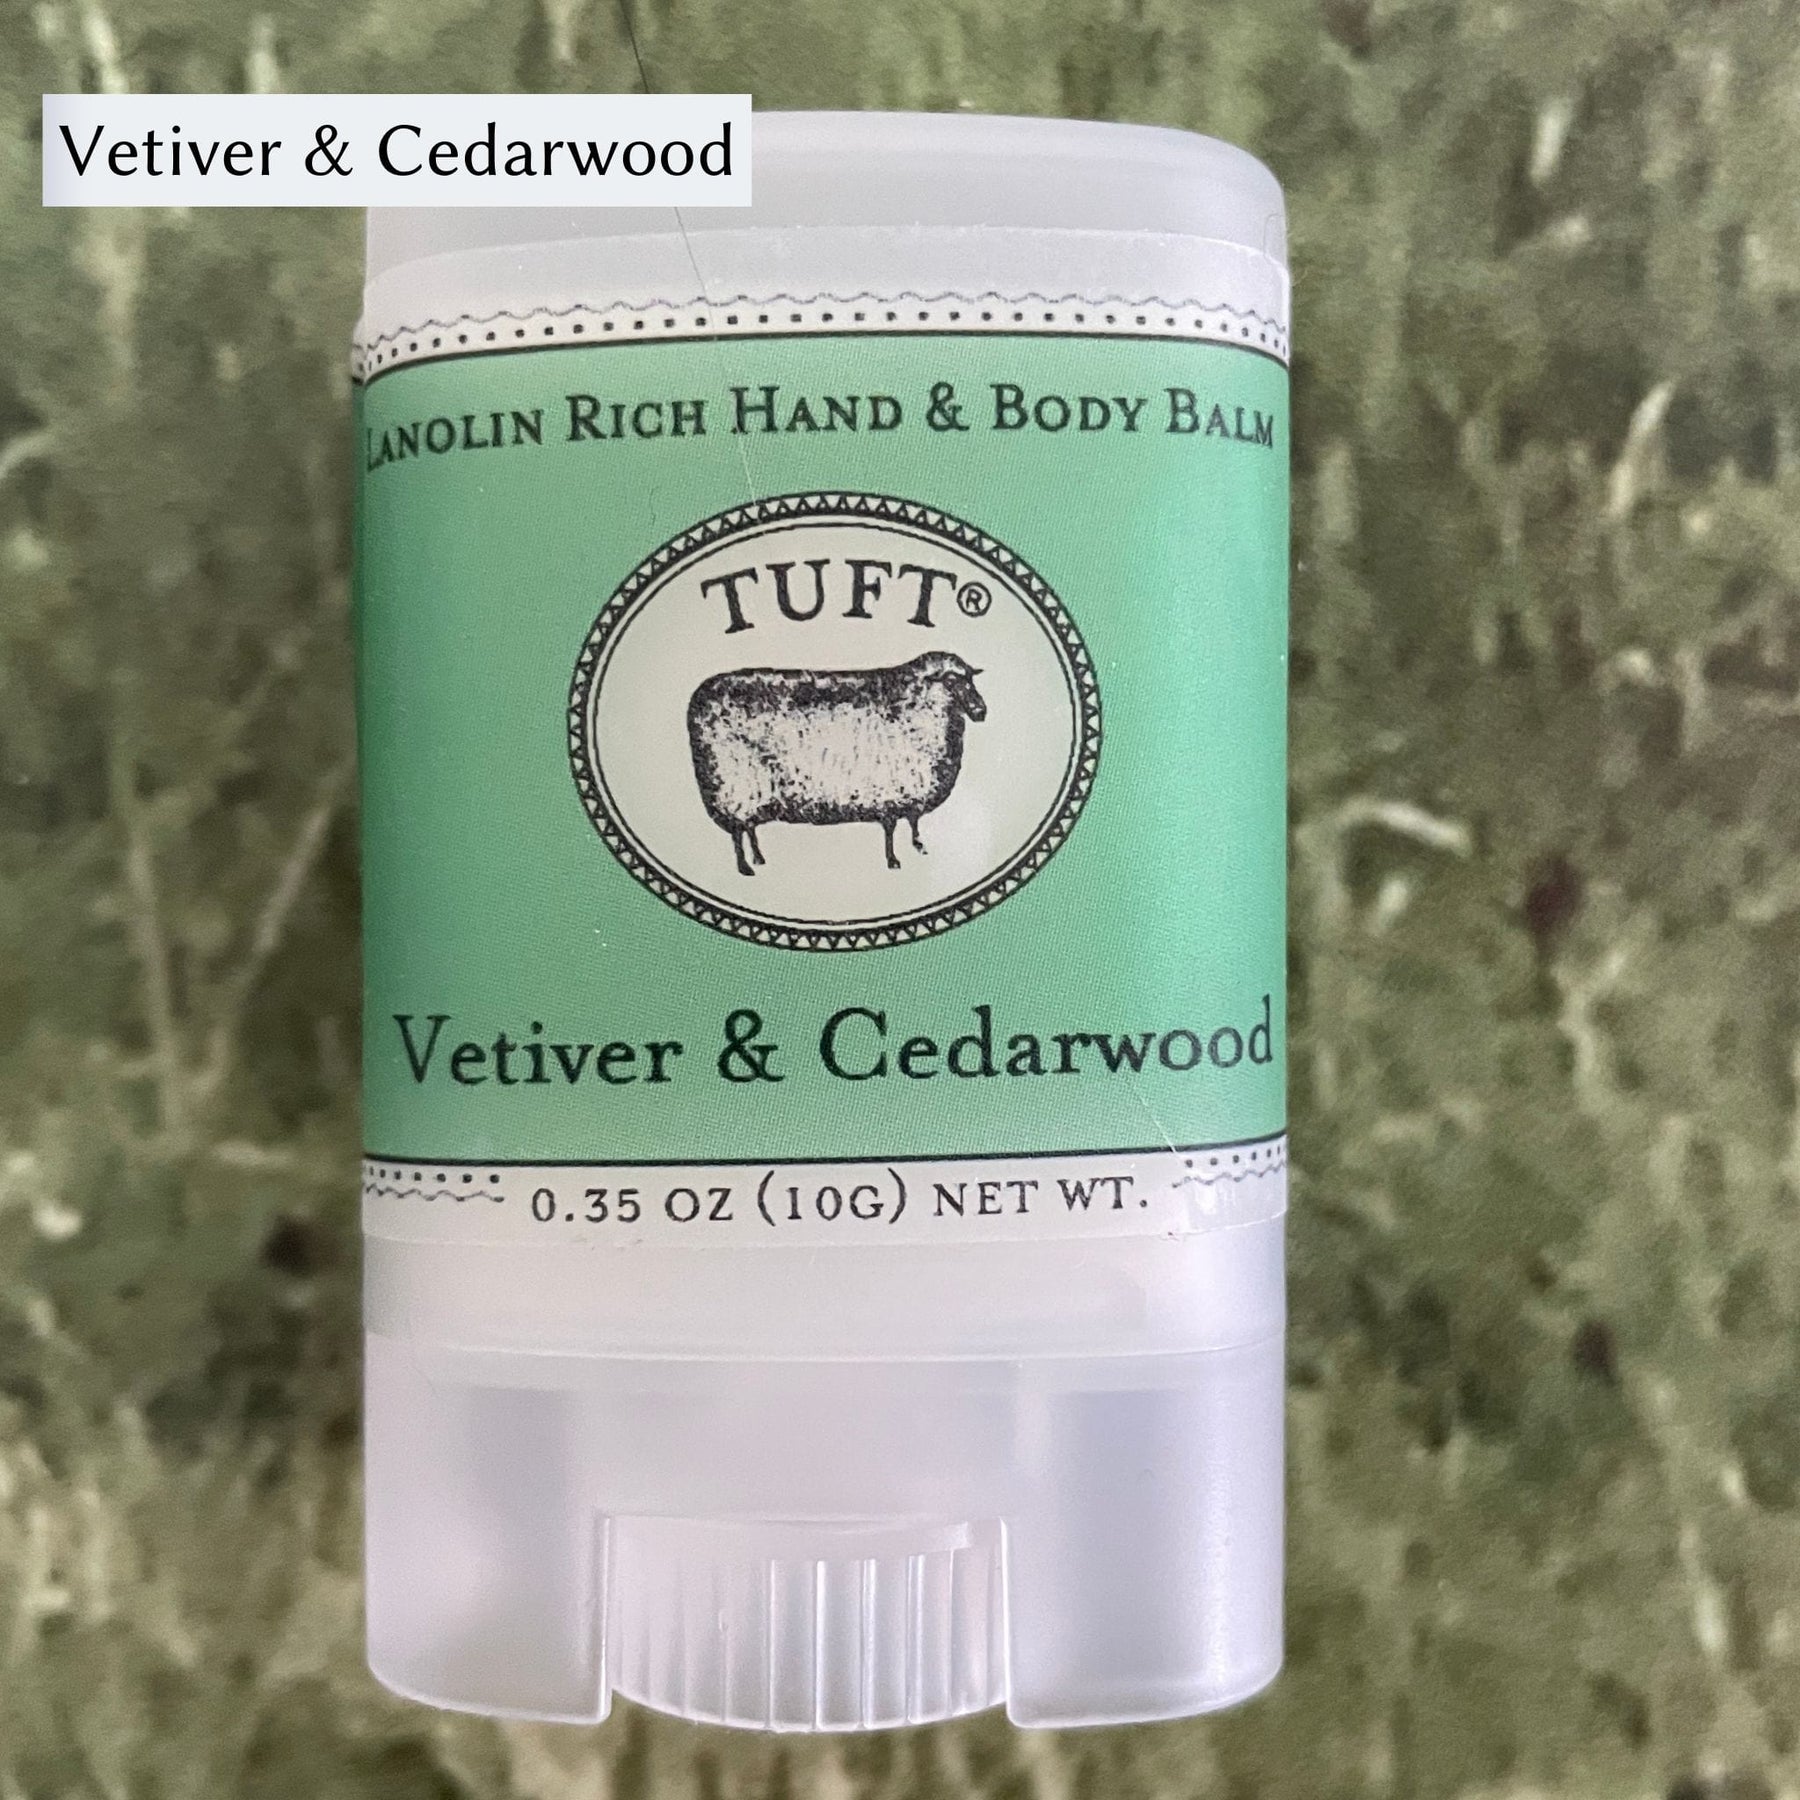 Vetiver & Cedarwood
LANOLIN RICH HAND & BODY BALM
TUFT®
Vetiver & Cedarwood
0.35 OZ (10G) NET WT.